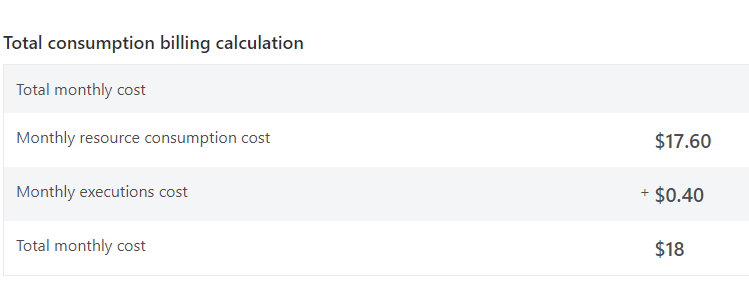 Total consumption billing calculation
Total monthly cost
Monthly resource consumption cost $17.60
Monthly executions cost + $0.40
Total monthly cost $18